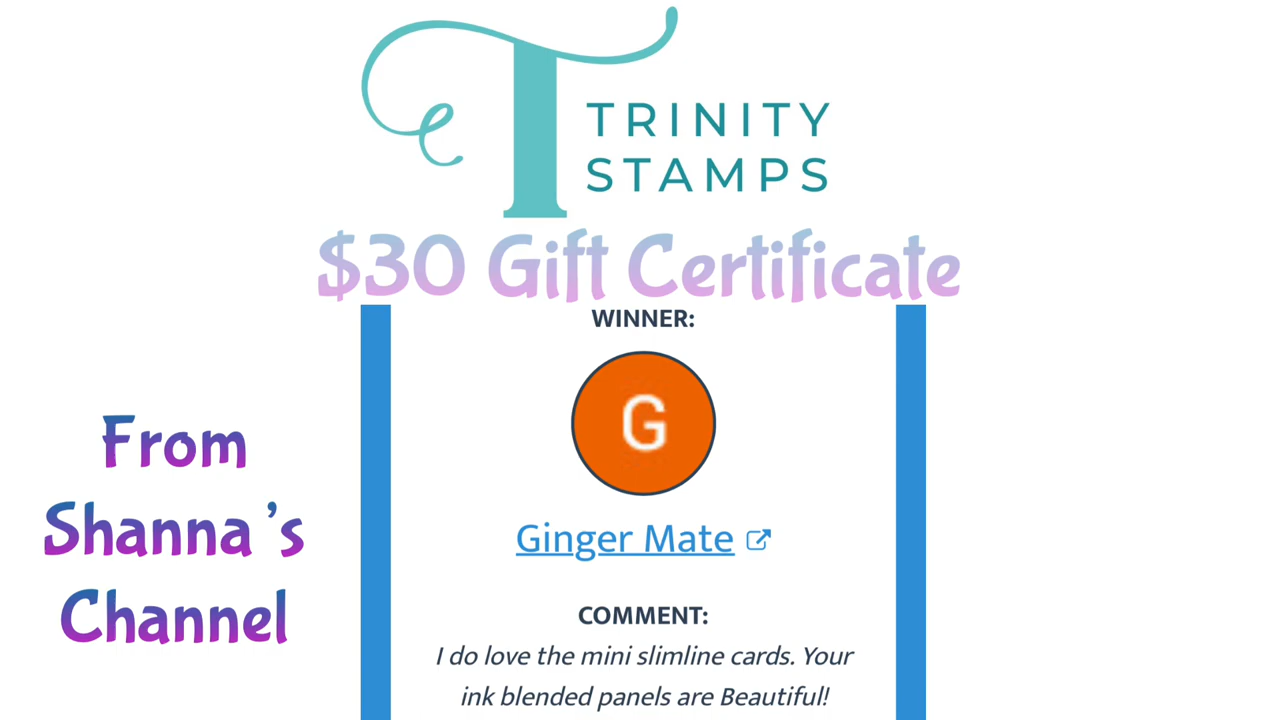 T
TRINITY
STAMPS
$30 Gift Certificate
WINNER:
G
Ginger Mate
From
Shanna's
Channel
COMMENT:
I do love the mini slimline cards. Your
ink blended panels are Beautiful!